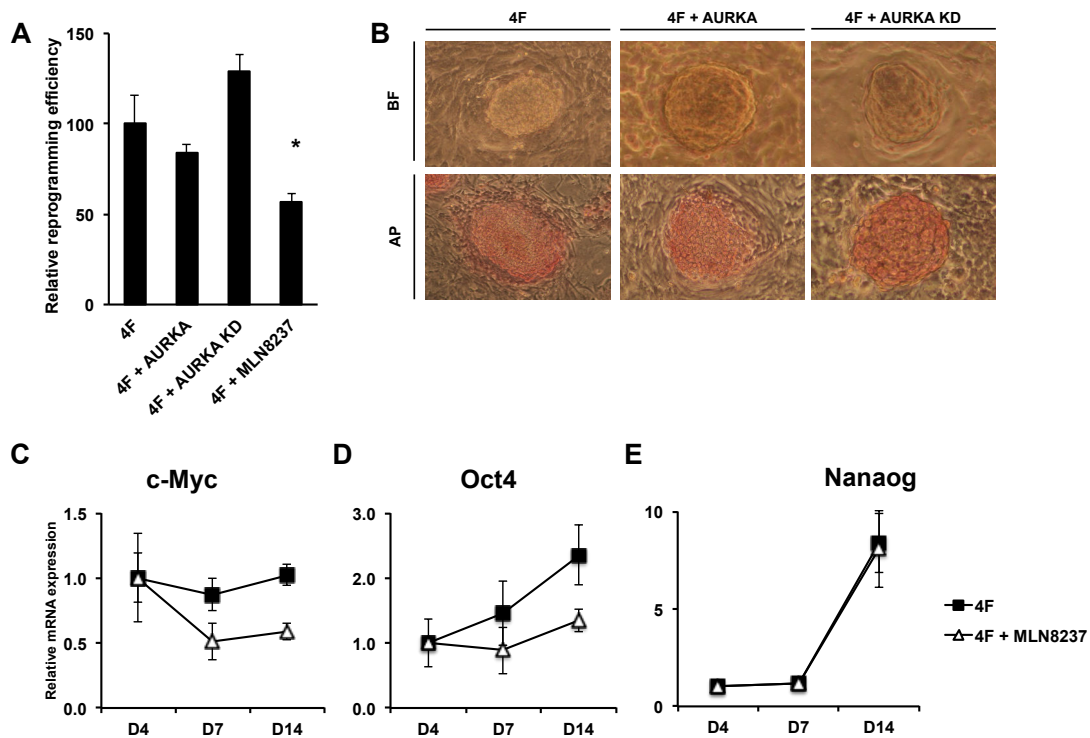 A
Relative reprogramming efficiency
150
100
50
0
4F
4F + AURKA
4F + AURKA KD
4F + MLN8237
*
B
4F
4F + AURKA
4F + AURKA KD
BF
AP
C
c-Myc
Relative mRNA expression
1.5
1.0
0.5
0.0
D4
D7
D14
D
Oct4
3.0
2.0
1.0
0.0
D4
D7
D14
E
Nanaog
10
5
0
D4
D7
D14
4F
4F + MLN8237